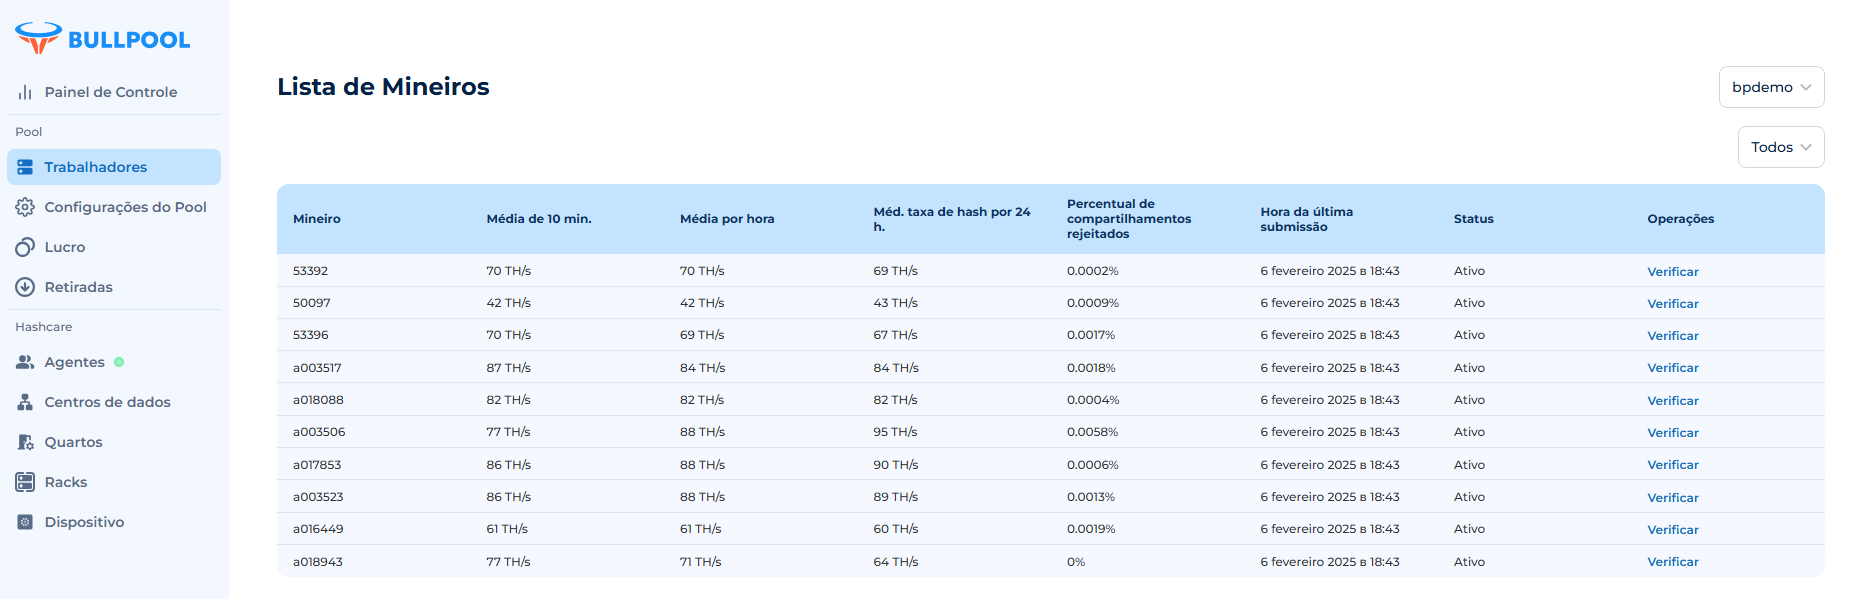 BULLPOOL
Painel de Controle
Pool
Trabalhadores
Configurações do Pool
Lucro
Retiradas
Hashcare
Agentes
Centros de dados
Quartos
Racks
Dispositivo
Lista de Mineiros
bpdemo
Todos
Mineiro Média de 10 min. Média por hora Méd. taxa de hash por 24 h. Percentual de compartilhamentos rejeitados Hora da última submissão Status Operações
53392 70 TH/s 70 TH/s 69 TH/s 0.0002% 6 fevereiro 2025 в 18:43 Ativo Verificar
50097 42 TH/s 42 TH/s 43 TH/s 0.0009% 6 fevereiro 2025 в 18:43 Ativo Verificar
53396 70 TH/s 69 TH/s 67 TH/s 0.0017% 6 fevereiro 2025 в 18:43 Ativo Verificar
a003517 87 TH/s 84 TH/s 84 TH/s 0.0018% 6 fevereiro 2025 в 18:43 Ativo Verificar
a018088 82 TH/s 82 TH/s 82 TH/s 0.0004% 6 fevereiro 2025 в 18:43 Ativo Verificar
a003506 77 TH/s 88 TH/s 95 TH/s 0.0058% 6 fevereiro 2025 в 18:43 Ativo Verificar
a017853 86 TH/s 88 TH/s 90 TH/s 0.0006% 6 fevereiro 2025 в 18:43 Ativo Verificar
a003523 86 TH/s 88 TH/s 89 TH/s 0.0013% 6 fevereiro 2025 в 18:43 Ativo Verificar
a016449 61 TH/s 61 TH/s 60 TH/s 0.0019% 6 fevereiro 2025 в 18:43 Ativo Verificar
a018943 77 TH/s 71 TH/s 64 TH/s 0% 6 fevereiro 2025 в 18:43 Ativo Verificar